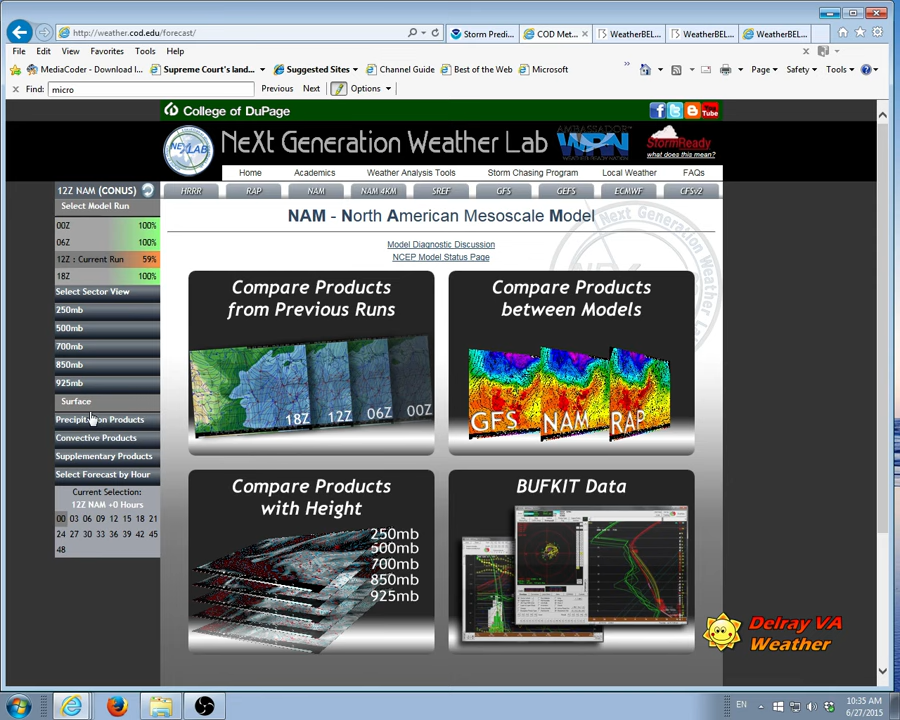 http://weather.cod.edu/forecast/
Storm Predi...
COD Met...
WeatherBEL...
WeatherBEL...
WeatherBEL...
File Edit View Favorites Tools Help
MediaCoder - Download l...
Supreme Court's land...
Suggested Sites
Channel Guide
Best of the Web
Microsoft
Page
Safety
Tools
Find: micro
Previous Next Options
College of DuPage
f
You Tube
NEXLAB
NeXt Generation Weather Lab
AMBASSADOR
WRN
StormReady
what does this mean?
Home Academics Weather Analysis Tools Storm Chasing Program Local Weather FAQs
12Z NAM (CONUS)
HRRR RAP NAM NAM 4KM SREF GFS GEFS ECMWF CFSv2
Select Model Run
00Z 100%
06Z 100%
12Z : Current Run 59%
18Z 100%
Select Sector View
250mb
500mb
700mb
850mb
925mb
Surface
Precipitation Products
Convective Products
Supplementary Products
Select Forecast by Hour
Current Selection:
12Z NAM +0 Hours
00 03 06 09 12 15 18 21
24 27 30 33 36 39 42 45
48
NAM - North American Mesoscale Model
Model Diagnostic Discussion
NCEP Model Status Page
Compare Products
from Previous Runs
18Z 12Z 06Z 00Z
Compare Products
between Models
GFS NAM RAP
Compare Products
with Height
250mb
500mb
700mb
850mb
925mb
BUFKIT Data
Delray VA
Weather
EN
10:35 AM
6/27/2015